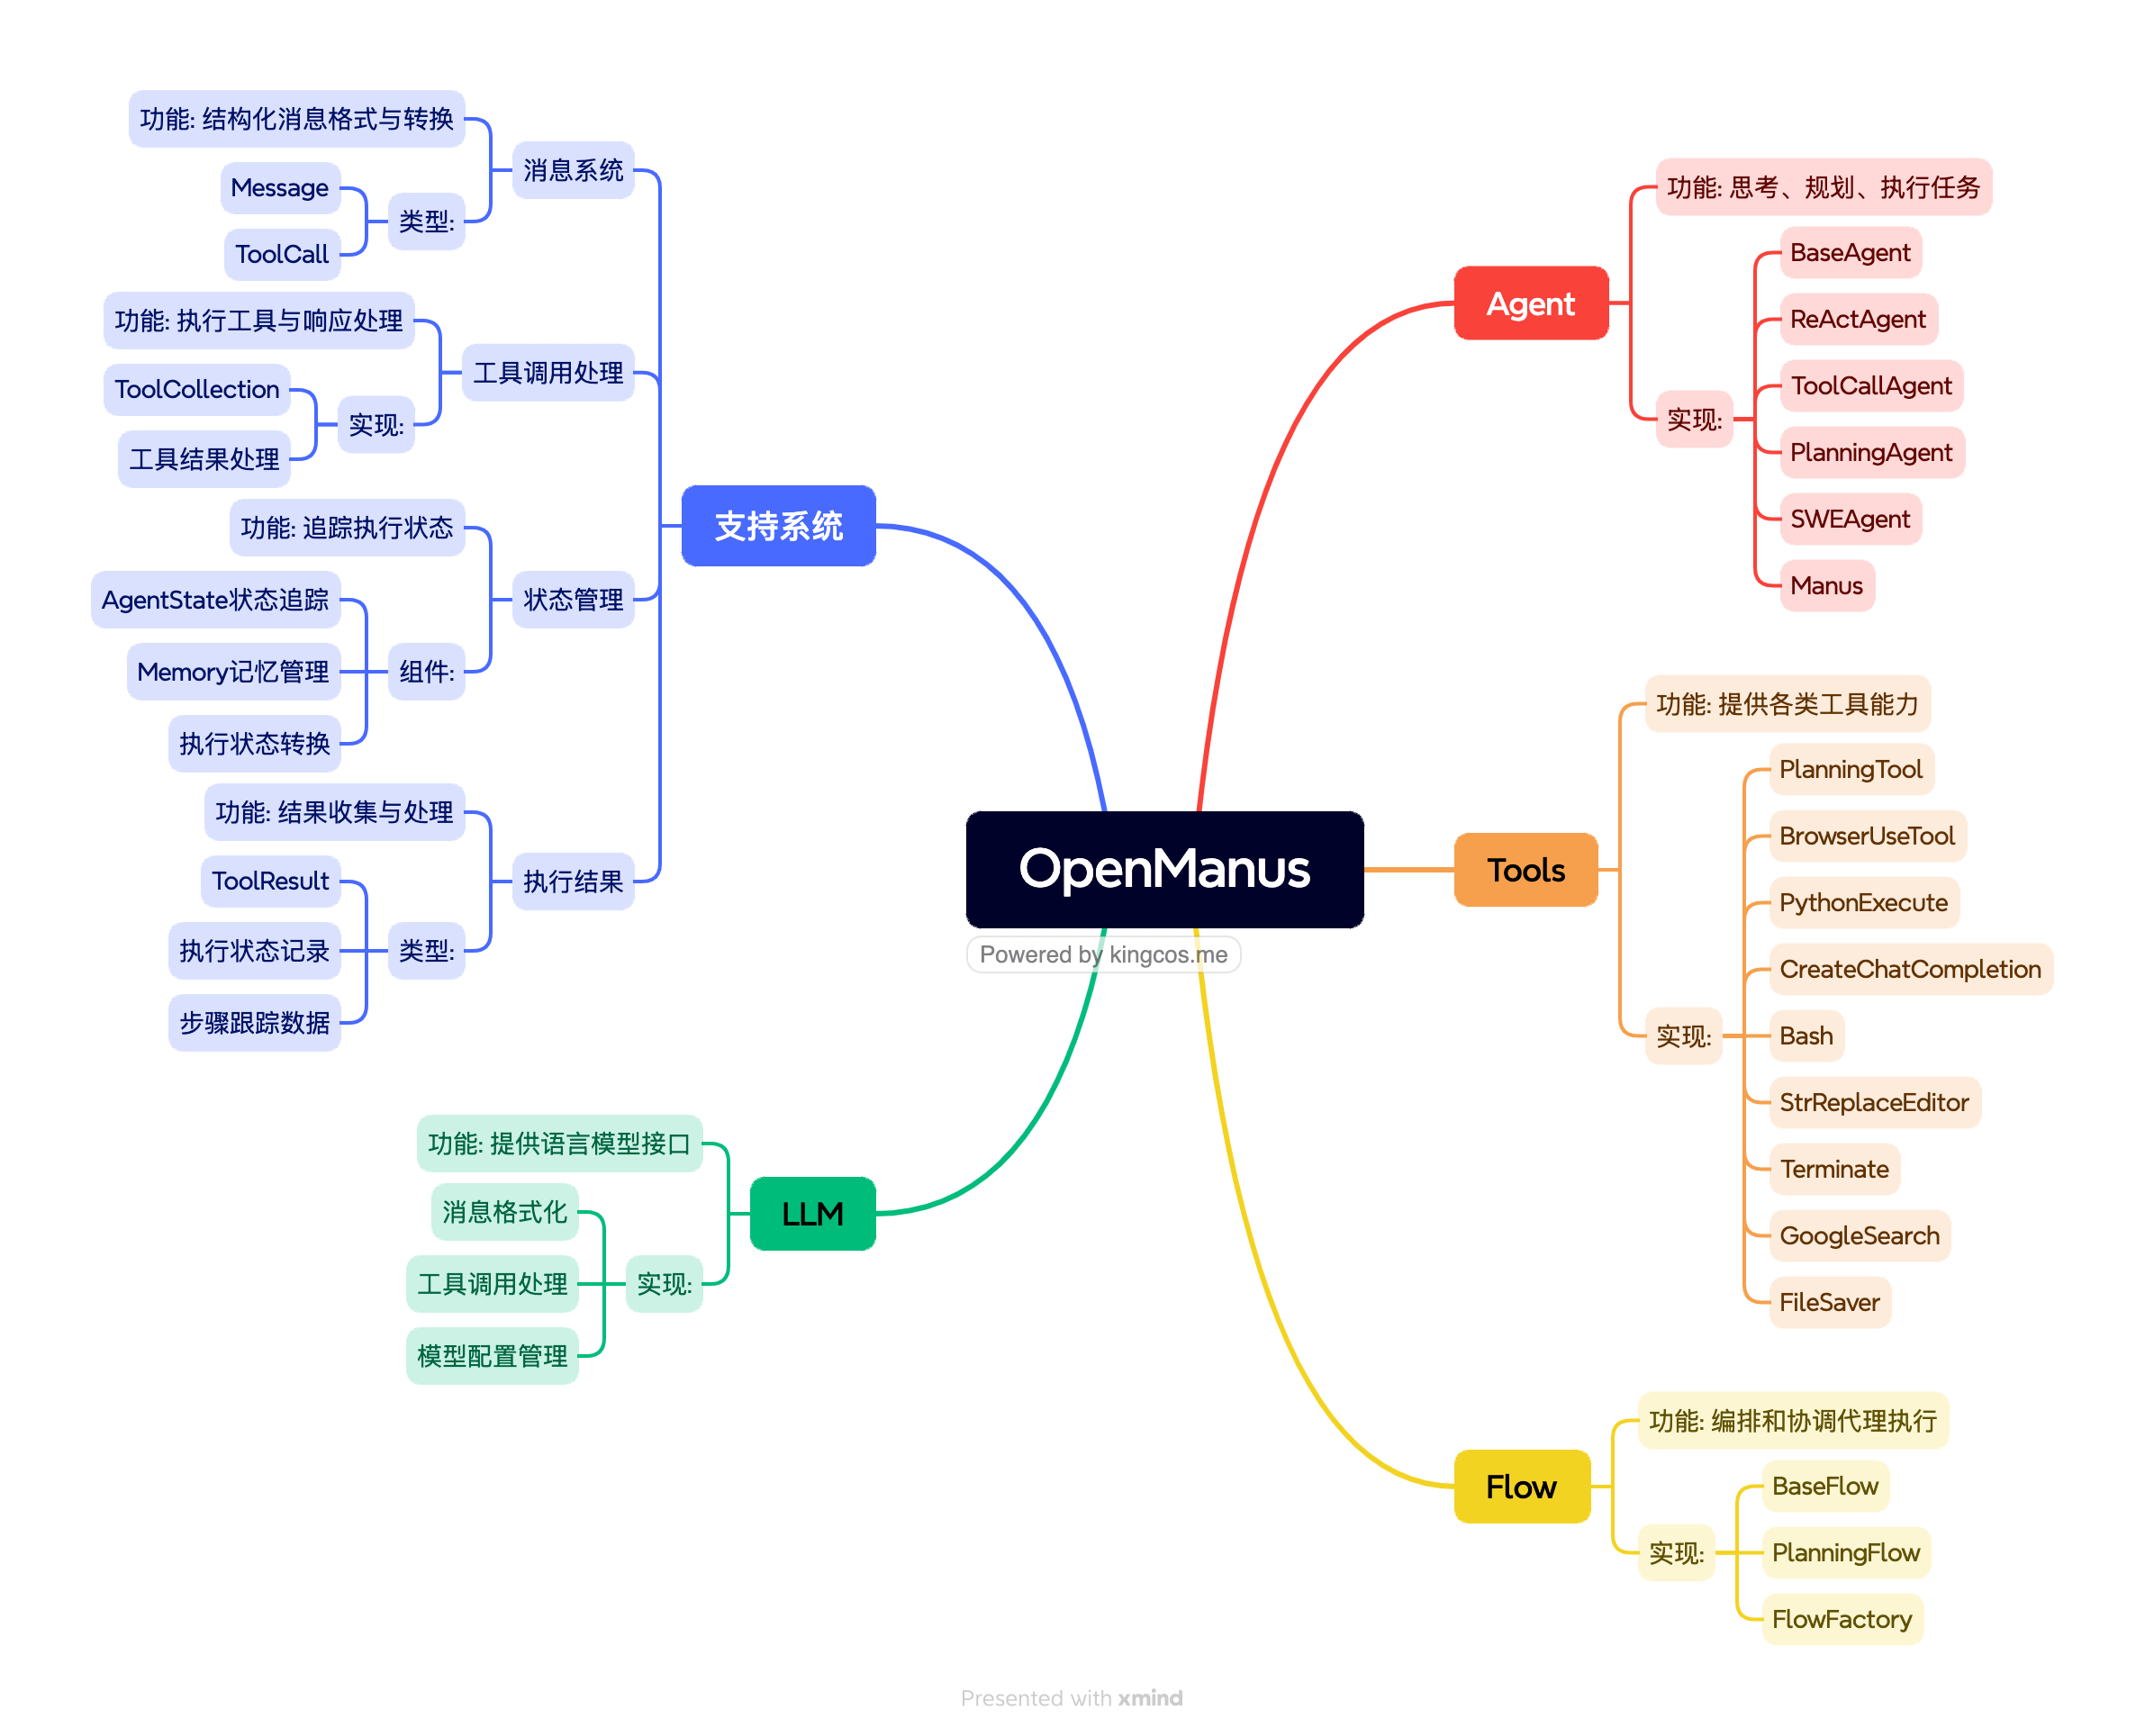 OpenManus
Powered by kingcos.me
Agent
功能: 思考、规划、执行任务
实现:
BaseAgent
ReActAgent
ToolCallAgent
PlanningAgent
SWEAgent
Manus
Tools
功能: 提供各类工具能力
实现:
PlanningTool
BrowserUseTool
PythonExecute
CreateChatCompletion
Bash
StrReplaceEditor
Terminate
GoogleSearch
FileSaver
Flow
功能: 编排和协调代理执行
实现:
BaseFlow
PlanningFlow
FlowFactory
LLM
功能: 提供语言模型接口
实现:
消息格式化
工具调用处理
模型配置管理
支持系统
消息系统
功能: 结构化消息格式与转换
类型:
Message
ToolCall
工具调用处理
功能: 执行工具与响应处理
实现:
ToolCollection
工具结果处理
状态管理
功能: 追踪执行状态
组件:
AgentState状态追踪
Memory记忆管理
执行状态转换
执行结果
功能: 结果收集与处理
类型:
ToolResult
执行状态记录
步骤跟踪数据
Presented with xmind